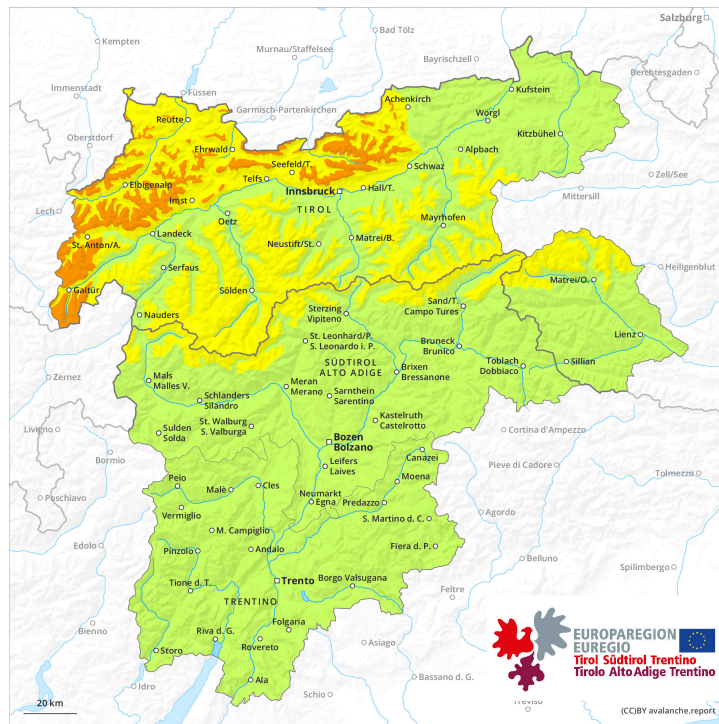 Salzburg
Bad Tölz
Kempten
Murnau/Staffelsee
Bayrischzell
Berchtesgaden
Immenstadt
Füssen
Kufstein
Garmisch-Partenkirchen
Achenkirch
Reutte
Wörgl
Oberstdorf
Ehrwald
Kitzbühel
Seefeld/T.
Alpbach
Schwaz
Zell/See
Telfs
Elbigenalp
Innsbruck
Hall/T.
Mittersill
Imst
TIROL
Lech
Oetz
Mayrhofen
St. Anton/A.
Landeck
Neustift/St.
Matrei/B.
Serfaus
Heiligenblut
Matrei/O.
Galtür
Sölden
Nauders
Sterzing
Vipiteno
Sand/T.
Campo Tures
Lienz
St. Leonhard/P.
S. Leonardo i. P.
Bruneck
Brunico
Toblach
Dobbiaco
Sillian
SÜDTIROL
ALTO ADIGE
Brixen
Bressanone
Zernez
Mals
Malles V.
Meran
Merano
Sarnthein
Sarentino
Schlanders
Silandro
Kastelruth
Castelrotto
Livigno
Sulden
Solda
St. Walburg
S. Valburga
Cortina d'Ampezzo
Bozen
Bolzano
Bormio
Canazei
Leifers
Laives
Pieve di Cadore
Tolmezzo
Peio
Moena
Malè
Cles
Poschiavo
Neumarkt
Egna
Predazzo
Vermiglio
Agordo
S. Martino d. C.
M. Campiglio
Edolo
Pinzolo
Andalo
Fiera d. P.
Belluno
Spilimbergo
Trento
Borgo Valsugana
Tione d. T.
Feltre
TRENTINO
Folgaria
Bienno
Riva d. G.
Storo
Rovereto
Asiago
Bassano d. G.
Ala
Idro
Schio
Treviso
20 km
EUROPAREGION
EUREGIO
Tirol Südtirol Trentino
Tirolo Alto Adige Trentino
(CC)BY avalanche.report